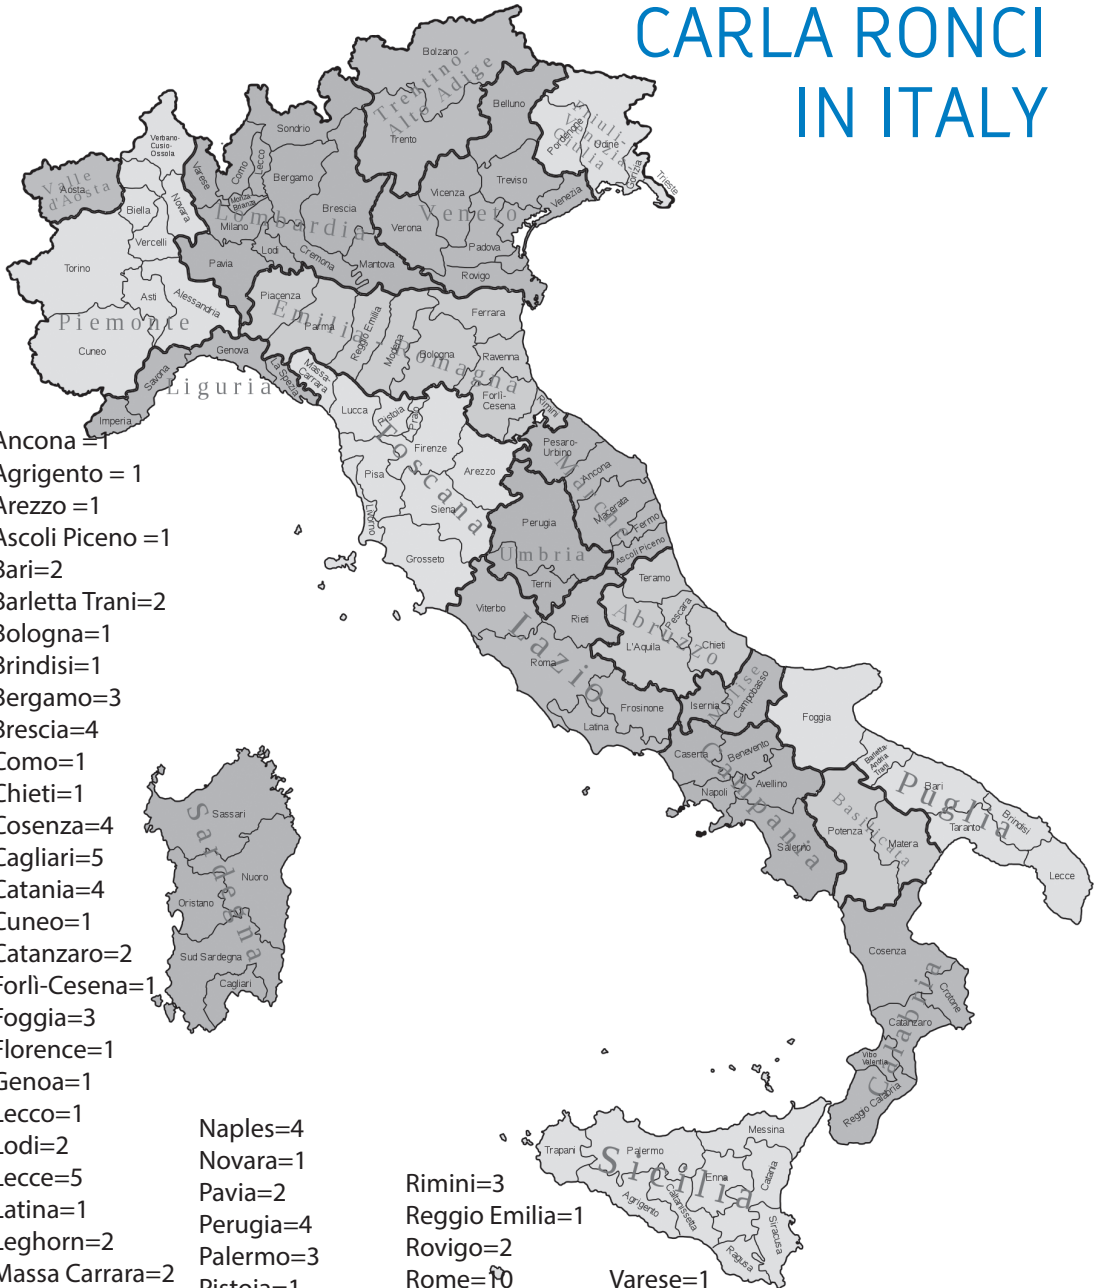 CARLA RONCI
IN ITALY
Bolzano
Trentino-
Alto Adige
Trento
Belluno
Friuli-
Venezia
Giulia
Pordenone
Udine
Gorizia
Trieste
Verbano-
Cusio-
Ossola
Valle
d'Aosta
Aosta
Biella
Novara
Vercelli
Torino
Asti
Alessandria
Piemonte
Cuneo
Sondrio
Varese
Como
Lecco
Bergamo
Monza
Brianza
Brescia
Lombardia
Milano
Lodi
Cremona
Mantova
Pavia
Vicenza
Treviso
Veneto
Venezia
Verona
Padova
Rovigo
Piacenza
Emilia
Parma
Reggio Emilia
Modena
Bologna
Romagna
Ferrara
Ravenna
Forlì-
Cesena
Rimini
Genova
Savona
La Spezia
Liguria
Imperia
Massa-
Carrara
Lucca
Pistoia
Prato
Firenze
Toscana
Arezzo
Pisa
Livorno
Siena
Grosseto
Pesaro-
Urbino
Marche
Ancona
Macerata
Fermo
Ascoli Piceno
Perugia
Umbria
Terni
Viterbo
Rieti
Lazio
Roma
Frosinone
Latina
Teramo
Abruzzo
Pescara
L'Aquila
Chieti
Isernia
Molise
Campobasso
Foggia
Barletta-
Andria
Trani
Bari
Puglia
Brindisi
Taranto
Lecce
Caserta
Benevento
Campania
Napoli
Avellino
Salerno
Basilicata
Potenza
Matera
Cosenza
Calabria
Crotone
Catanzaro
Vibo
Valentia
Reggio Calabria
Sassari
Sardegna
Nuoro
Oristano
Sud Sardegna
Cagliari
Messina
Trapani
Palermo
Sicilia
Enna
Catania
Caltanissetta
Agrigento
Siracusa
Ragusa
Ancona =1
Agrigento = 1
Arezzo =1
Ascoli Piceno =1
Bari=2
Barletta Trani=2
Bologna=1
Brindisi=1
Bergamo=3
Brescia=4
Como=1
Chieti=1
Cosenza=4
Cagliari=5
Catania=4
Cuneo=1
Catanzaro=2
Forlì-Cesena=1
Foggia=3
Florence=1
Genoa=1
Lecco=1
Lodi=2
Lecce=5
Latina=1
Leghorn=2
Massa Carrara=2
Naples=4
Novara=1
Pavia=2
Perugia=4
Palermo=3
Pistoia=1
Rimini=3
Reggio Emilia=1
Rovigo=2
Rome=10
Varese=1